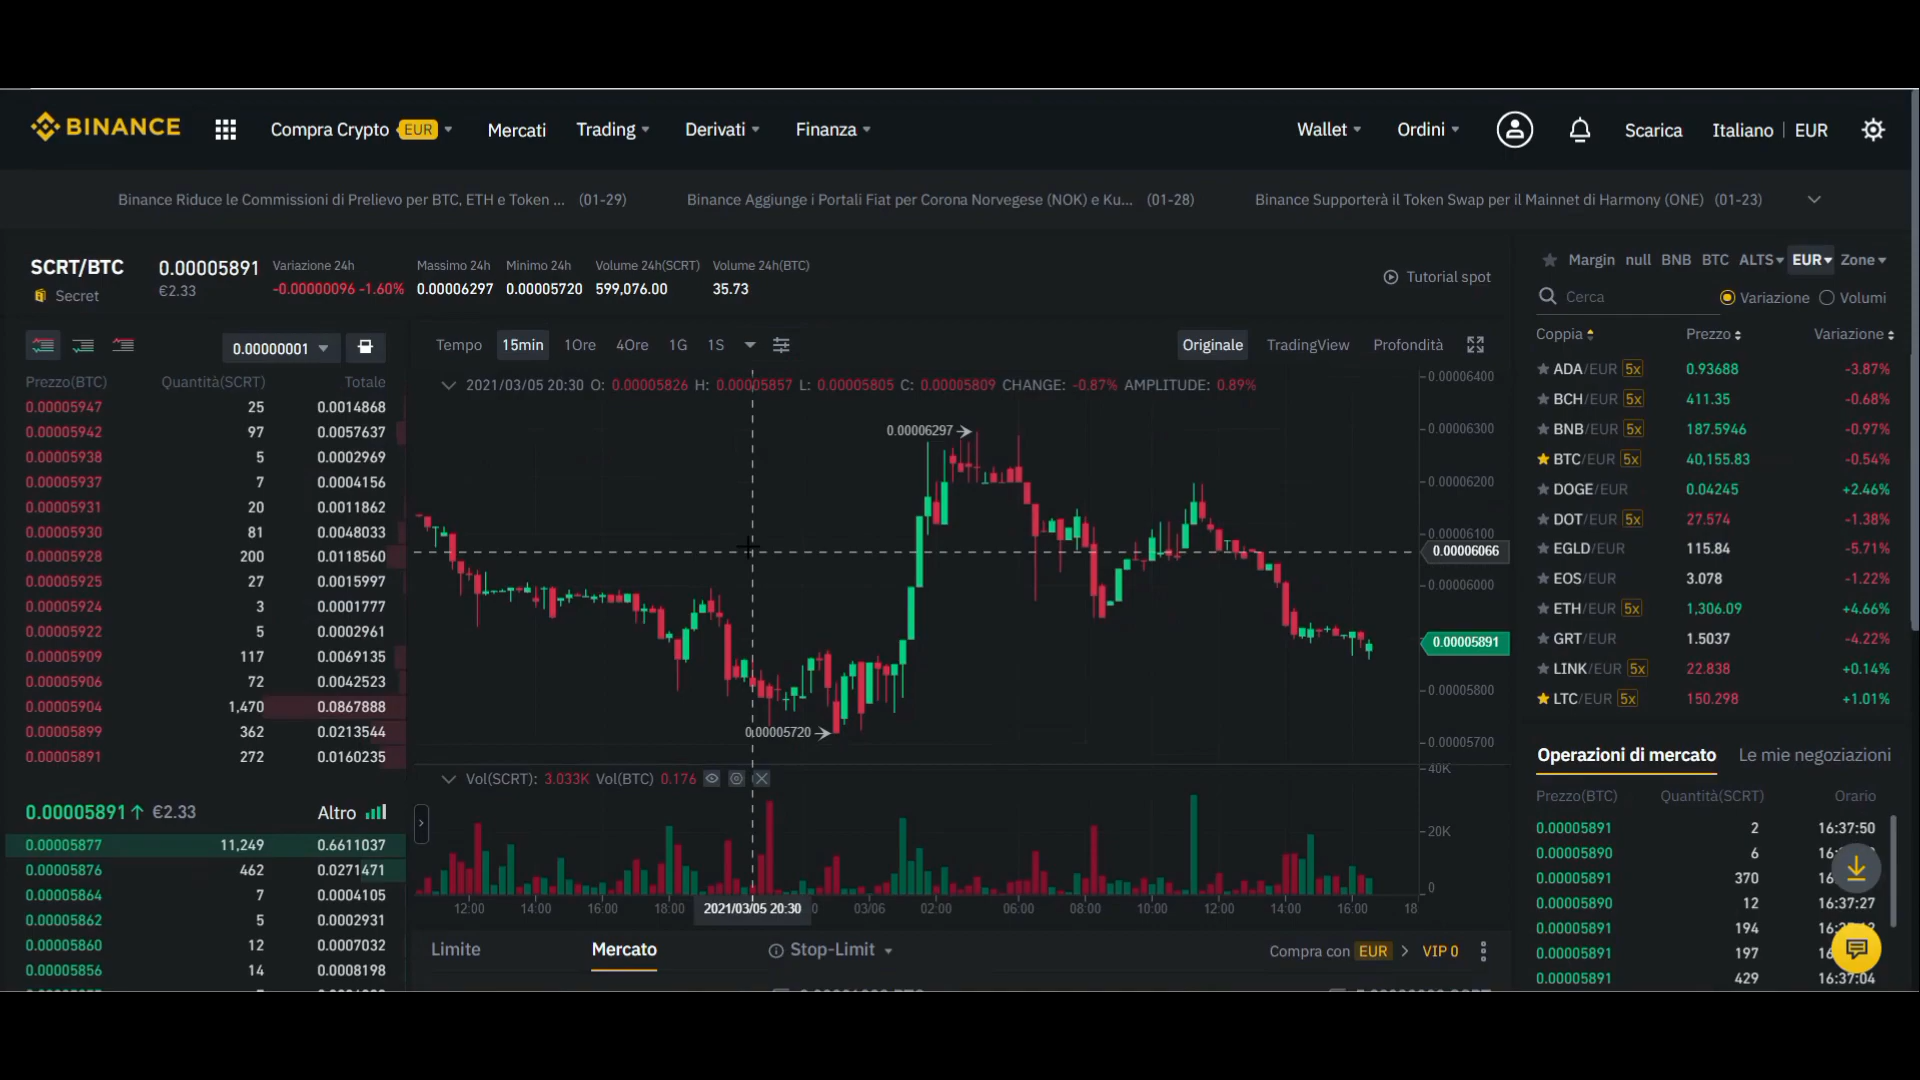 BINANCE
Compra Crypto EUR
Mercati
Trading
Derivati
Finanza
Wallet
Ordini
Scarica
Italiano | EUR
Binance Riduce le Commissioni di Prelievo per BTC, ETH e Token ... (01-29)
Binance Aggiunge i Portali Fiat per Corona Norvegese (NOK) e Ku... (01-28)
Binance Supporterà il Token Swap per il Mainnet di Harmony (ONE) (01-23)
SCRT/BTC
Secret
0.00005891
€2.33
Variazione 24h
-0.00000096 -1.60%
Massimo 24h
0.00006297
Minimo 24h
0.00005720
Volume 24h(SCRT)
599,076.00
Volume 24h(BTC)
35.73
Tutorial spot
0.00000001
Prezzo(BTC) Quantità(SCRT) Totale
0.00005947 25 0.0014868
0.00005942 97 0.0057637
0.00005938 5 0.0002969
0.00005937 7 0.0004156
0.00005931 20 0.0011862
0.00005930 81 0.0048033
0.00005928 200 0.0118560
0.00005925 27 0.0015997
0.00005924 3 0.0001777
0.00005922 5 0.0002961
0.00005909 117 0.0069135
0.00005906 72 0.0042523
0.00005904 1,470 0.0867888
0.00005899 362 0.0213544
0.00005891 272 0.0160235
0.00005891↑ €2.33 Altro
0.00005877 11,249 0.6611037
0.00005876 462 0.0271471
0.00005864 7 0.0004105
0.00005862 5 0.0002931
0.00005860 12 0.0007032
0.00005856 14 0.0008198
Tempo 15min 1Ore 4Ore 1G 1S
Originale TradingView Profondità
2021/03/05 20:30 O: 0.00005826 H: 0.00005857 L: 0.00005805 C: 0.00005809 CHANGE: -0.87% AMPLITUDE: 0.89%
0.00006400
0.00006297
0.00006300
0.00006200
0.00006100
0.00006066
0.00006000
0.00005891
0.00005800
0.00005720
0.00005700
Vol(SCRT): 3.033K Vol(BTC) 0.176
40K
20K
0
12:00 14:00 16:00 18:00 2021/03/05 20:30 03/06 02:00 06:00 08:00 10:00 12:00 14:00 16:00 18
Limite Mercato Stop-Limit
Compra con EUR > VIP 0
Margin null BNB BTC ALTS EUR Zone
Cerca Variazione Volumi
Coppia Prezzo Variazione
ADA/EUR 5x 0.93688 -3.87%
BCH/EUR 5x 411.35 -0.68%
BNB/EUR 5x 187.5946 -0.97%
BTC/EUR 5x 40,155.83 -0.54%
DOGE/EUR 0.04245 +2.46%
DOT/EUR 5x 27.574 -1.38%
EGLD/EUR 115.84 -5.71%
EOS/EUR 3.078 -1.22%
ETH/EUR 5x 1,306.09 +4.66%
GRT/EUR 1.5037 -4.22%
LINK/EUR 5x 22.838 +0.14%
LTC/EUR 5x 150.298 +1.01%
Operazioni di mercato Le mie negoziazioni
Prezzo(BTC) Quantità(SCRT) Orario
0.00005891 2 16:37:50
0.00005890 6
0.00005891 370
0.00005890 12 16:37:27
0.00005891 194
0.00005891 197
0.00005891 429 16:37:04